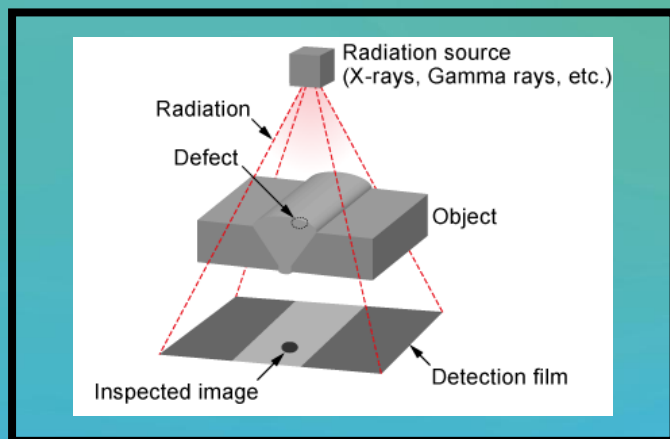 Radiation source
(X-rays, Gamma rays, etc.)
Radiation
Defect
Object
Detection film
Inspected image